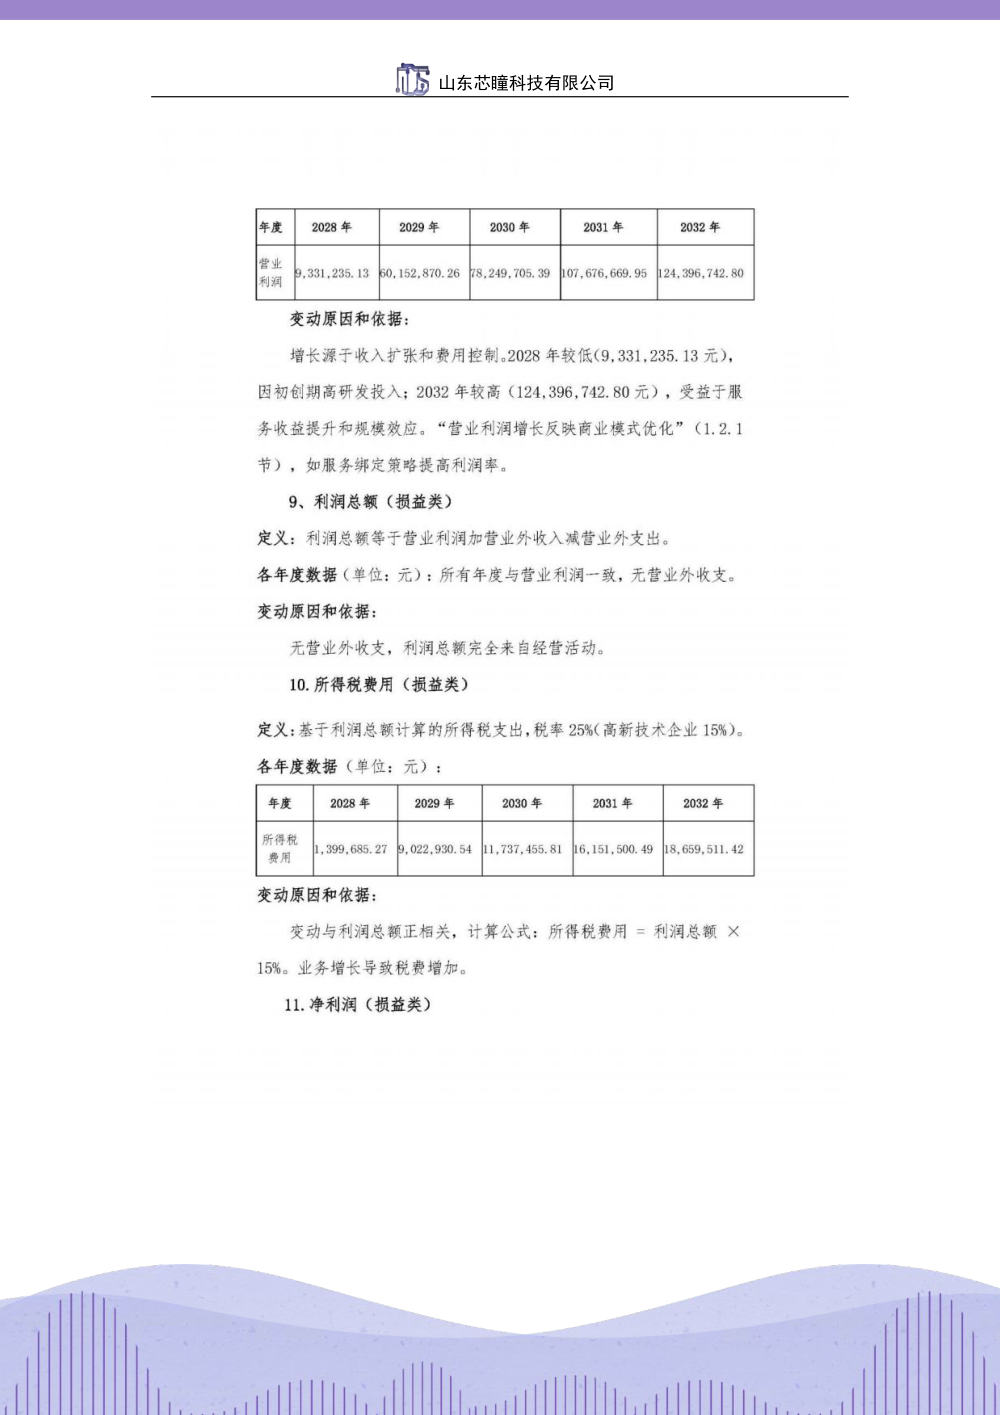 山东芯瞳科技有限公司
年度 2028 年 2029 年 2030 年 2031 年 2032 年
营业利润 9,331,235.13 60,152,870.26 78,249,705.39 107,676,669.95 124,396,742.80
变动原因和依据：
增长源于收入扩张和费用控制。2028 年较低（9,331,235.13 元），
因初创期高研发投入；2032 年较高（124,396,742.80 元），受益于服
务收益提升和规模效应。“营业利润增长反映商业模式优化”（1.2.1
节），如服务绑定策略提高利润率。
9、利润总额（损益类）
定义：利润总额等于营业利润加营业外收入减营业外支出。
各年度数据（单位：元）：所有年度与营业利润一致，无营业外收支。
变动原因和依据：
无营业外收支，利润总额完全来自经营活动。
10.所得税费用（损益类）
定义：基于利润总额计算的所得税支出，税率 25%（高新技术企业 15%）。
各年度数据（单位：元）：
年度 2028 年 2029 年 2030 年 2031 年 2032 年
所得税费用 1,399,685.27 9,022,930.54 11,737,455.81 16,151,500.49 18,659,511.42
变动原因和依据：
变动与利润总额正相关，计算公式：所得税费用 = 利润总额 ×
15%。业务增长导致税费增加。
11.净利润（损益类）